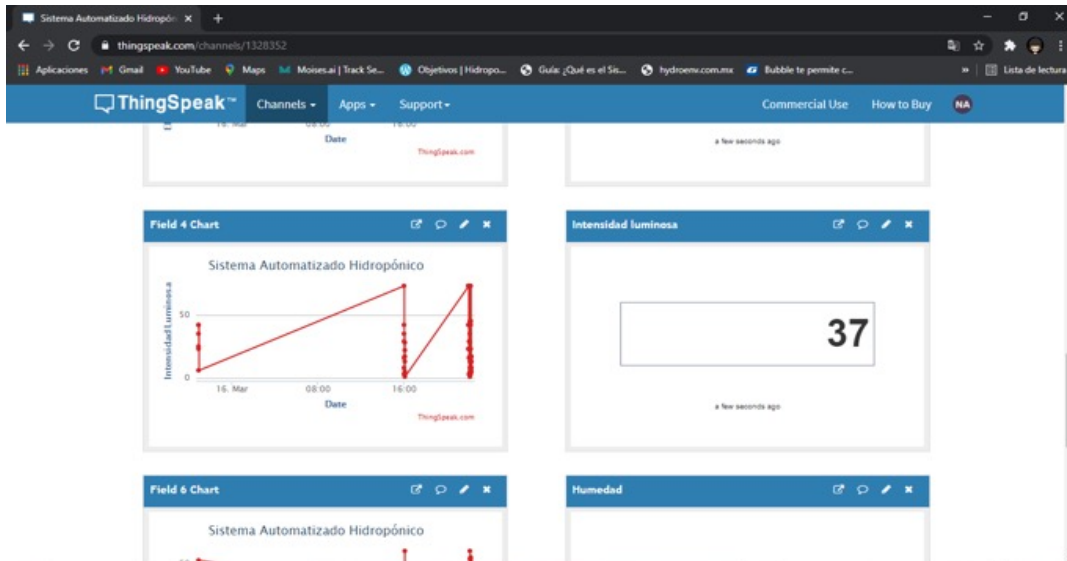 Sistema Automatizado Hidropón
thingspeak.com/channels/1328352
Aplicaciones Gmail YouTube Maps Moises.ai | Track Se... Objetivos | Hidropo... Guía: ¿Qué es el Sis... hydroenv.com.mx Bubble te permite c... » Lista de lectura
ThingSpeak™ Channels Apps Support Commercial Use How to Buy NA
16. Mar 08:00 16:00
Date
ThingSpeak.com
a few seconds ago
Field 4 Chart
Sistema Automatizado Hidropónico
Intensidad Luminosa
50
0
16. Mar 08:00 16:00
Date
ThingSpeak.com
Intensidad luminosa
37
a few seconds ago
Field 6 Chart
Sistema Automatizado Hidropónico
Humedad